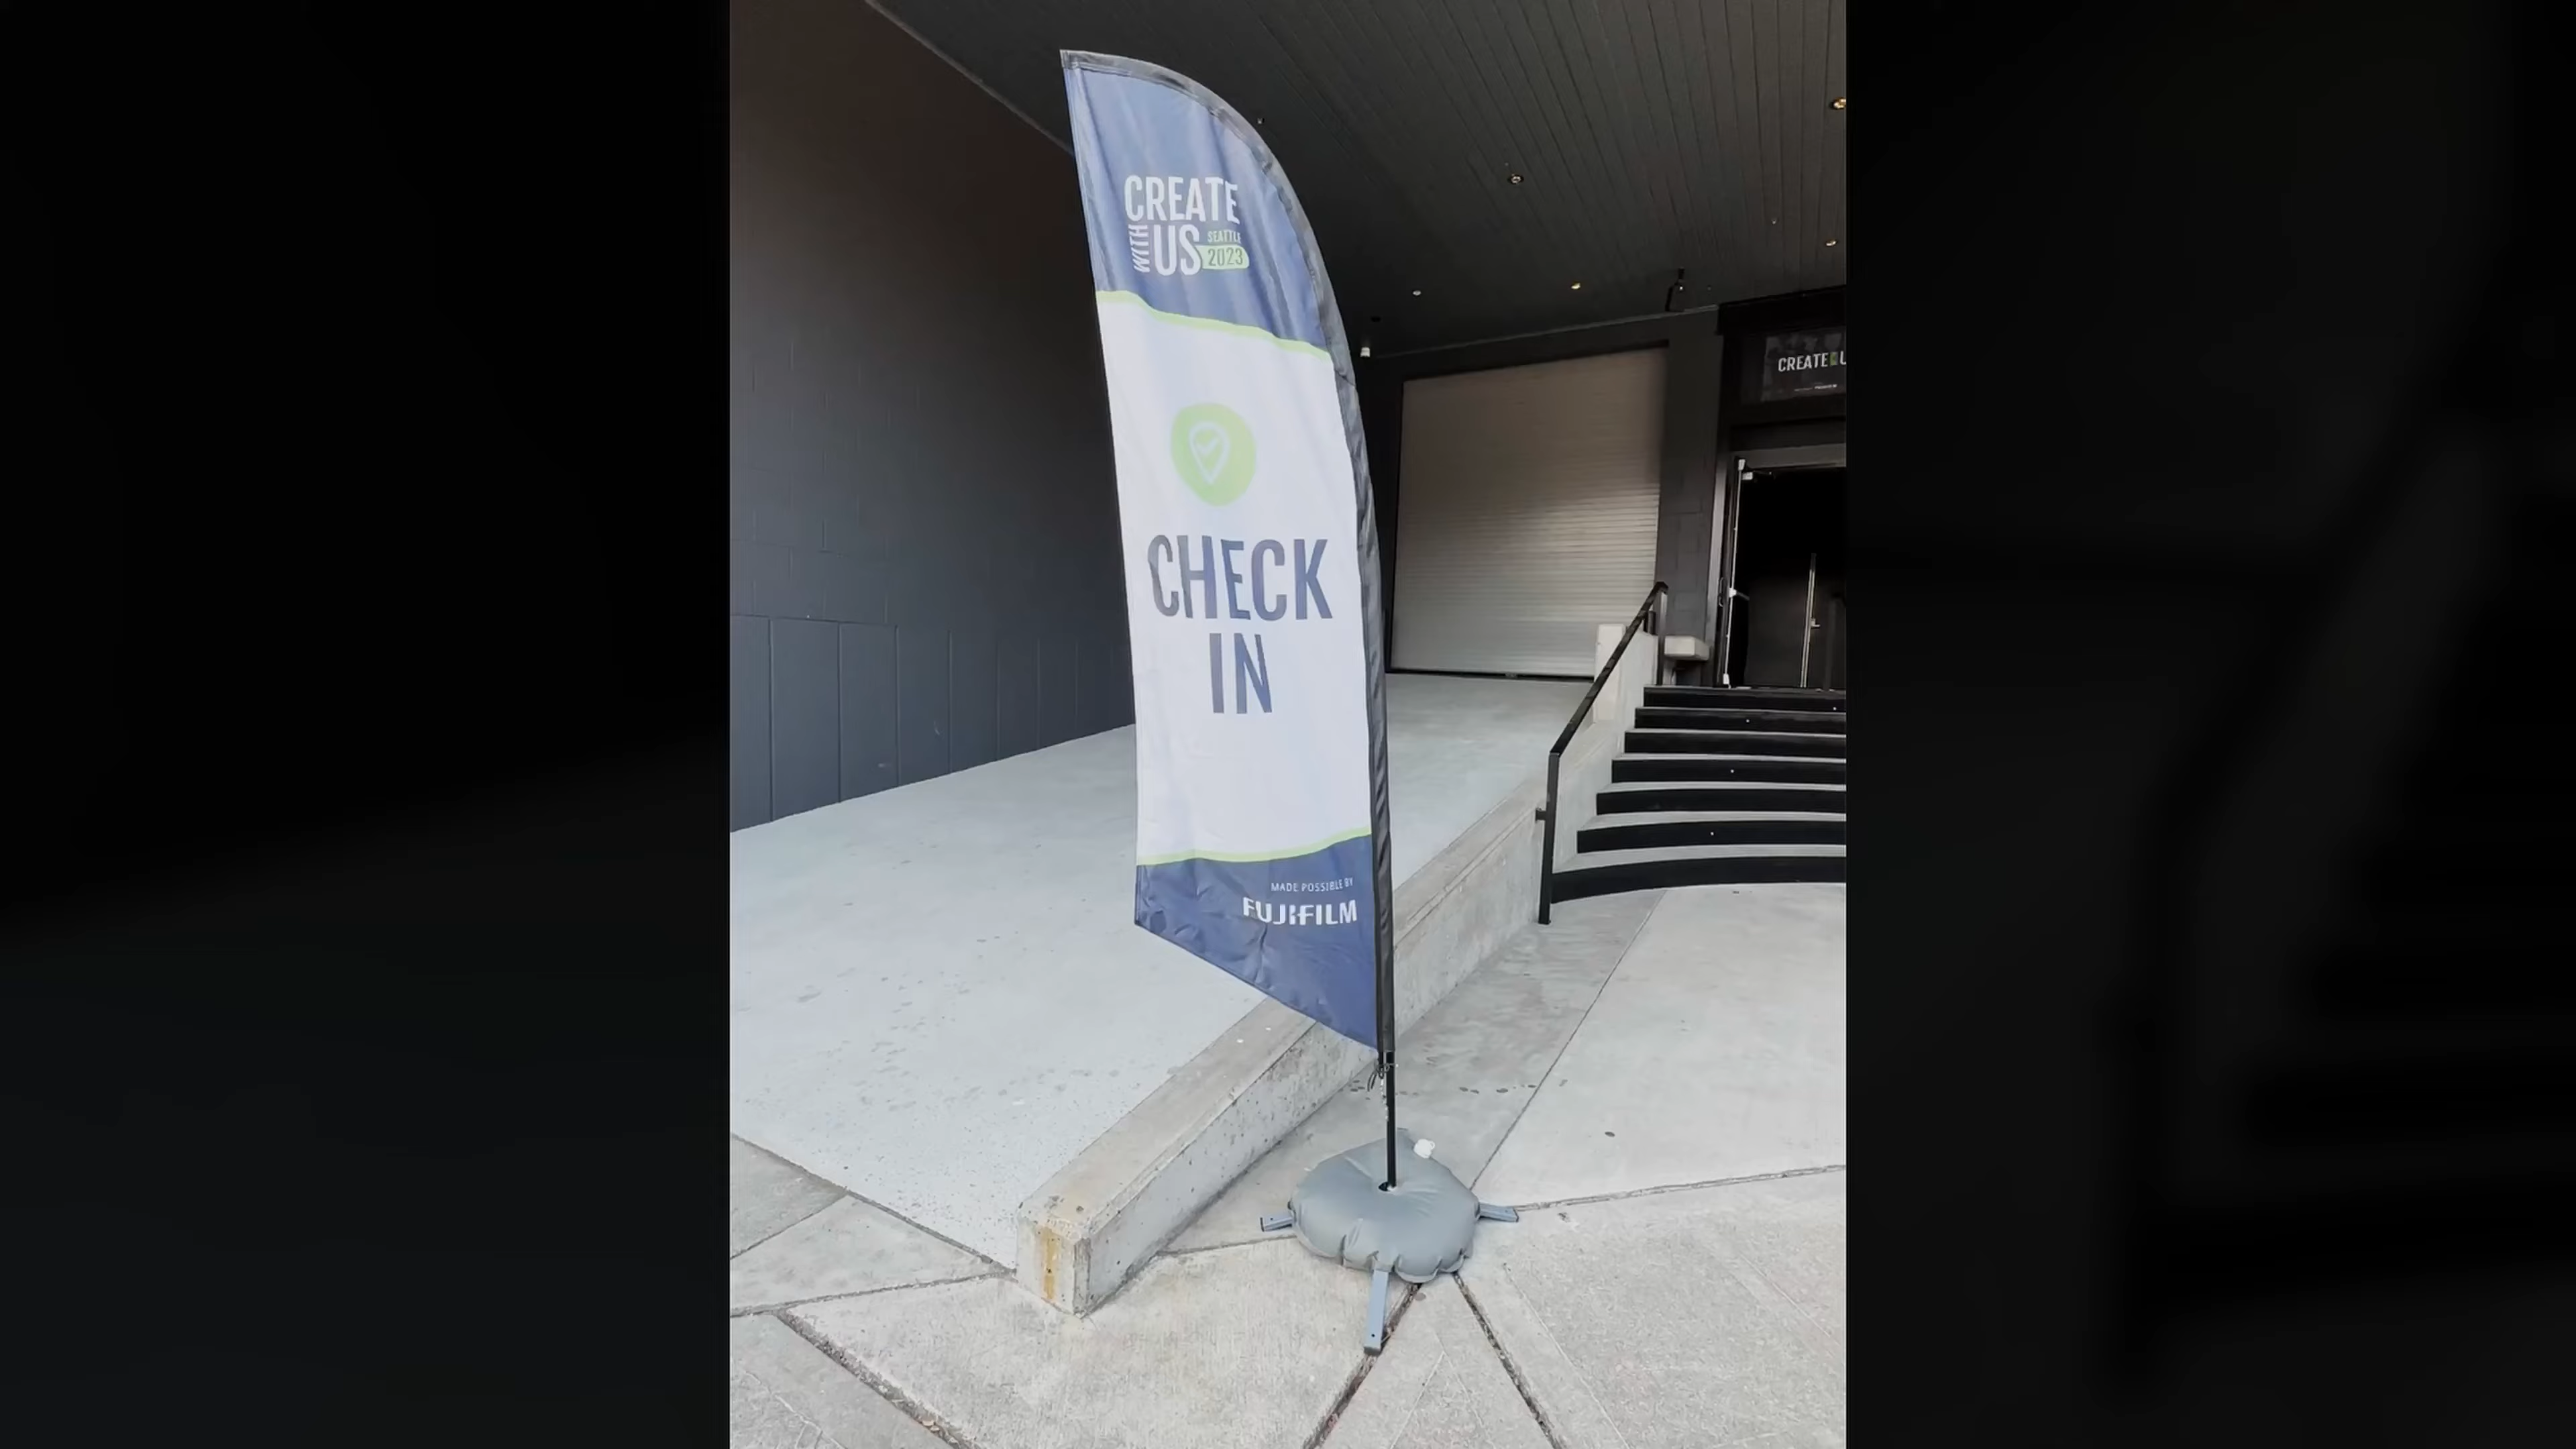 CREATE
WITH US SEATTLE
2023
CHECK
IN
MADE POSSIBLE BY
FUJIFILM
CREATE U